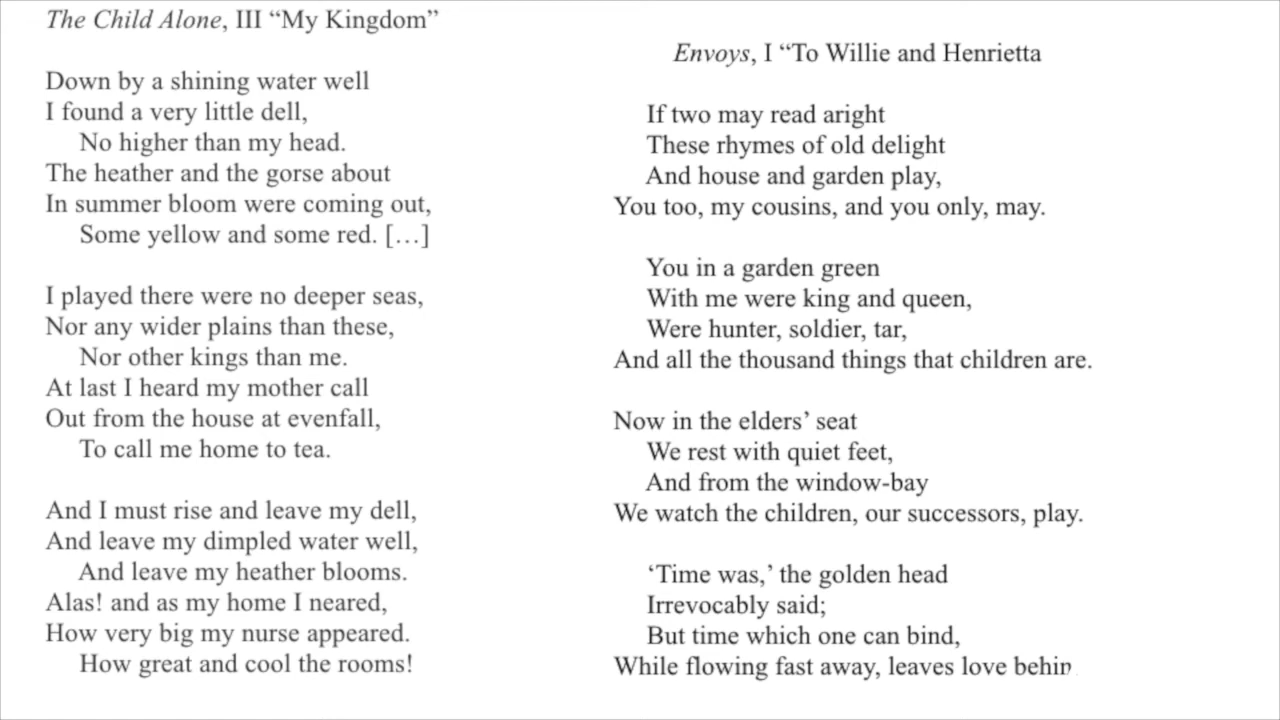 The Child Alone, III “My Kingdom”
Down by a shining water well
I found a very little dell,
No higher than my head.
The heather and the gorse about
In summer bloom were coming out,
Some yellow and some red. […]
I played there were no deeper seas,
Nor any wider plains than these,
Nor other kings than me.
At last I heard my mother call
Out from the house at evenfall,
To call me home to tea.
And I must rise and leave my dell,
And leave my dimpled water well,
And leave my heather blooms.
Alas! and as my home I neared,
How very big my nurse appeared.
How great and cool the rooms!
Envoys, I “To Willie and Henrietta
If two may read aright
These rhymes of old delight
And house and garden play,
You too, my cousins, and you only, may.
You in a garden green
With me were king and queen,
Were hunter, soldier, tar,
And all the thousand things that children are.
Now in the elders’ seat
We rest with quiet feet,
And from the window-bay
We watch the children, our successors, play.
‘Time was,’ the golden head
Irrevocably said;
But time which one can bind,
While flowing fast away, leaves love behin